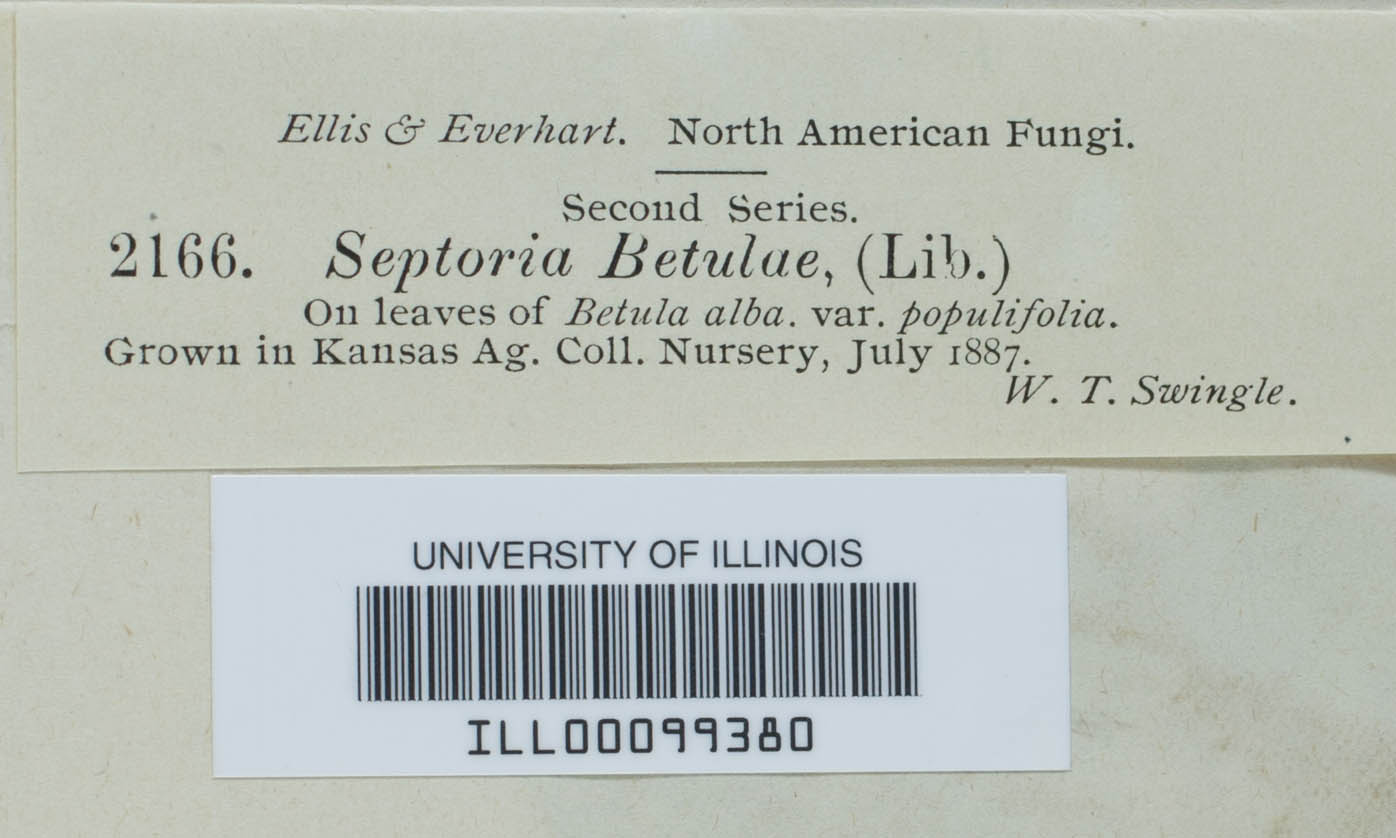 Ellis & Everhart. North American Fungi.
Second Series.
2166. Septoria Betulae, (Lib.)
On leaves of Betula alba. var. populifolia.
Grown in Kansas Ag. Coll. Nursery, July 1887.
W. T. Swingle.
UNIVERSITY OF ILLINOIS
ILL00099380